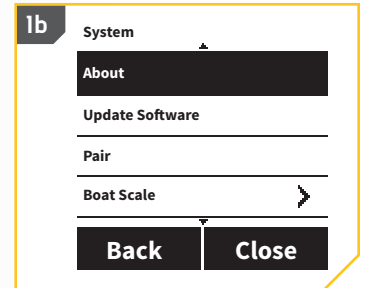 1b
System
About
Update Software
Pair
Boat Scale
Back Close